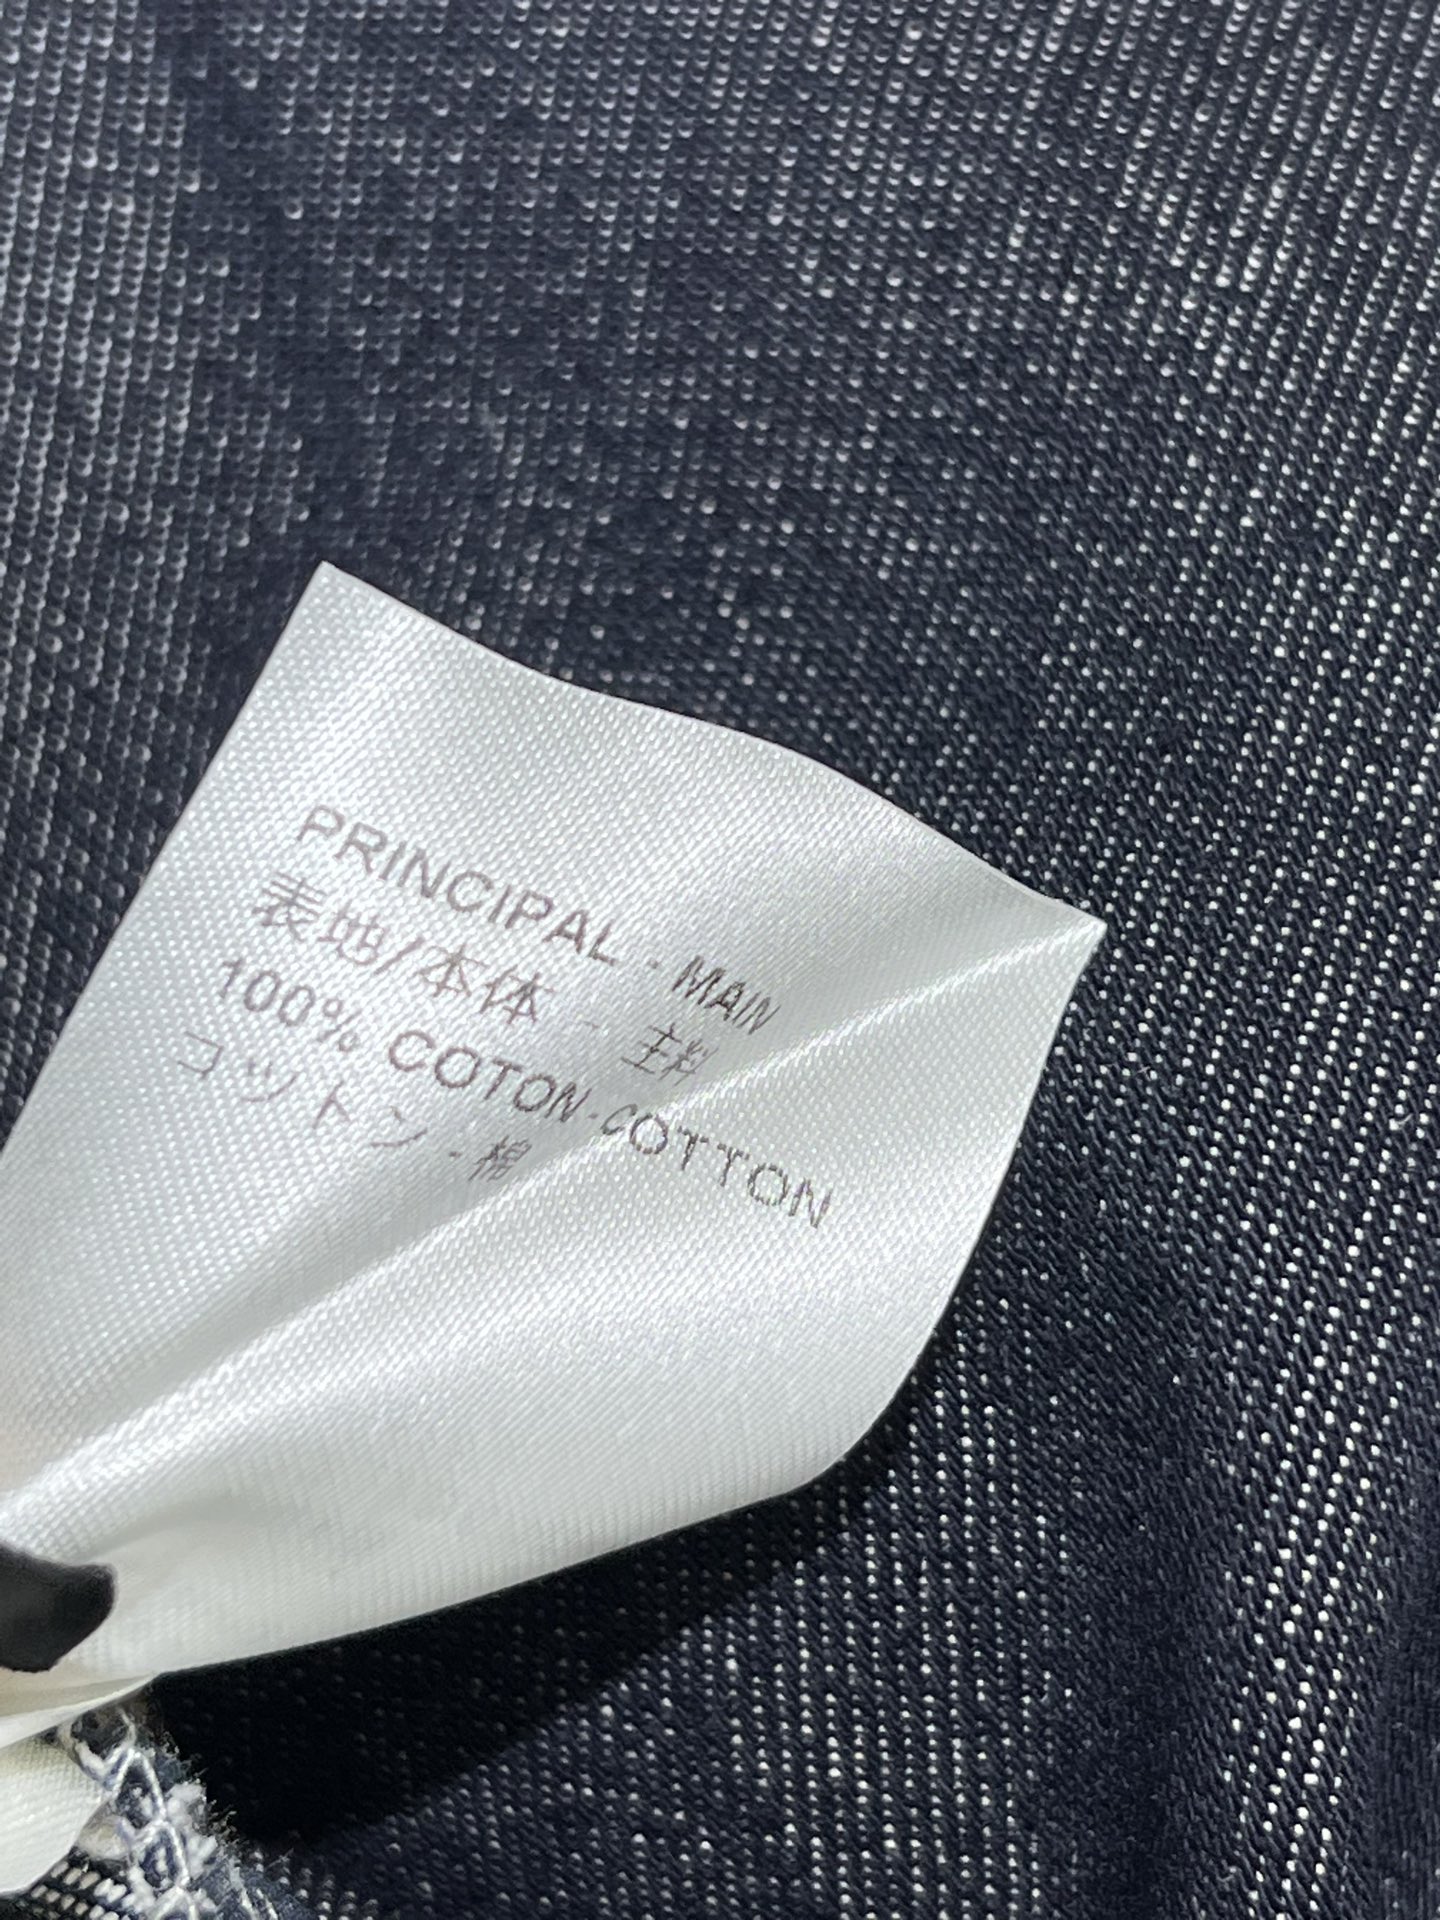 PRINCIPAL - MAIN
表地/本体 - 主料
100% COTON-COTTON
コットン - 棉